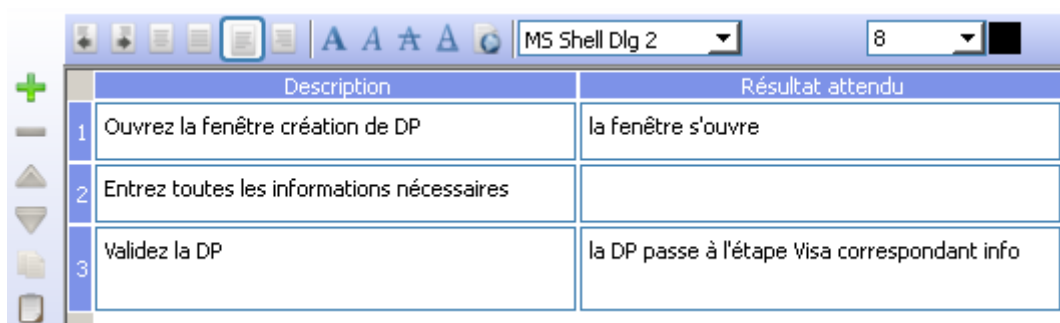 A A A A MS Shell Dlg 2 8
Description Résultat attendu
1 Ouvrez la fenêtre création de DP la fenêtre s'ouvre
2 Entrez toutes les informations nécessaires
3 Validez la DP la DP passe à l'étape Visa correspondant info